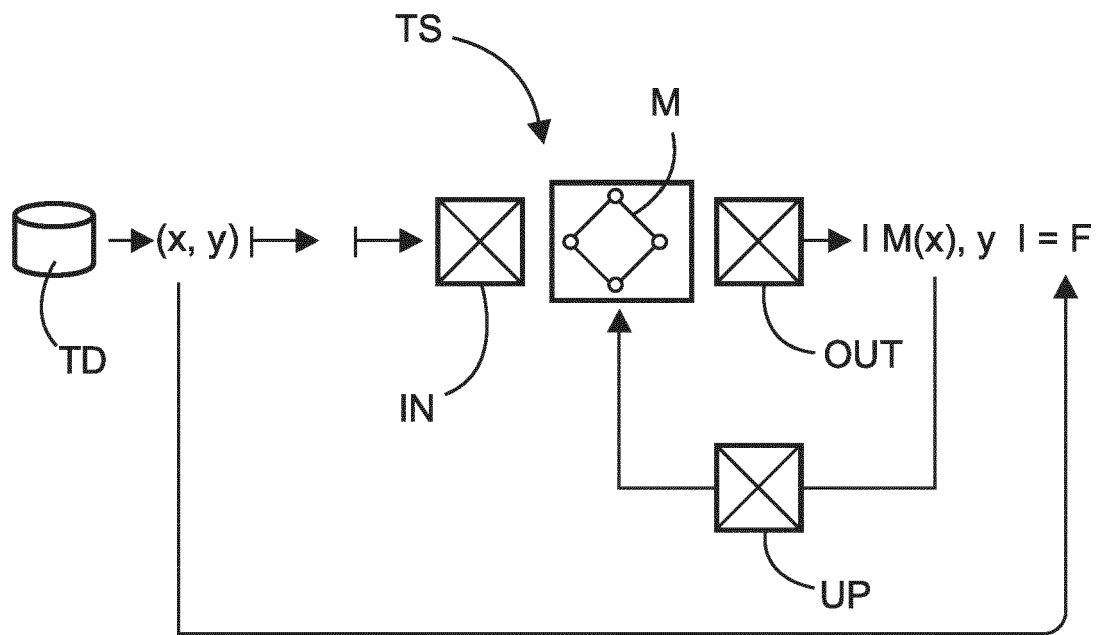 TS
M
(x, y)
| M(x), y | = F
TD
OUT
IN
UP